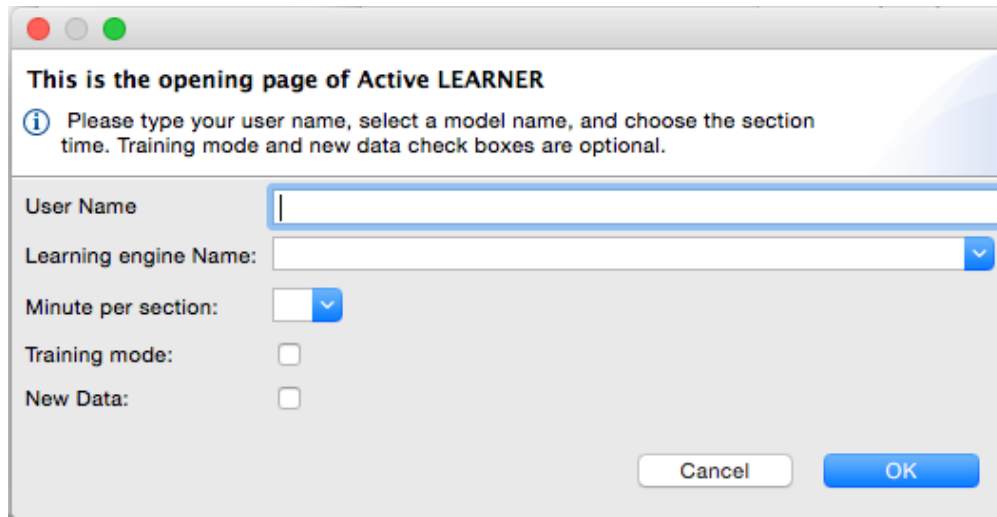 This is the opening page of Active LEARNER
Please type your user name, select a model name, and choose the section
time. Training mode and new data check boxes are optional.
User Name
Learning engine Name:
Minute per section:
Training mode:
New Data:
Cancel OK